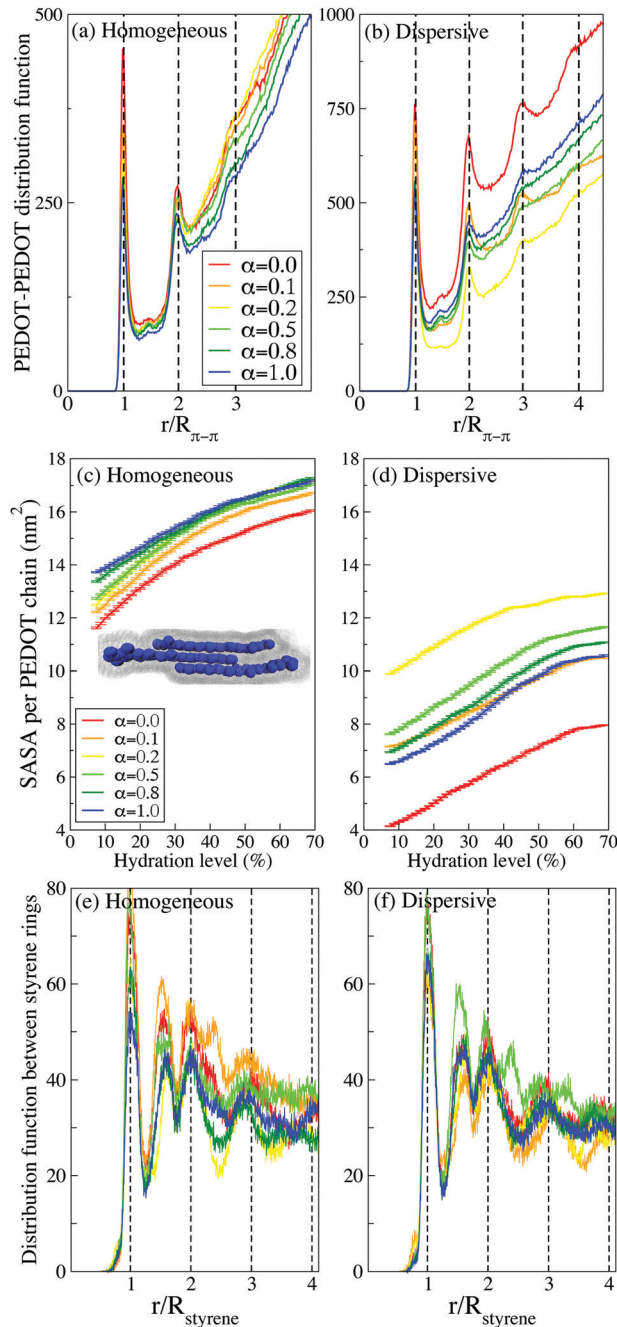 (a) Homogeneous
(b) Dispersive
PEDOT-PEDOT distribution function
500
250
0
1000
750
500
250
0
α=0.0
α=0.1
α=0.2
α=0.5
α=0.8
α=1.0
0 1 2 3
r/Rπ−π
0 1 2 3 4
r/Rπ−π
(c) Homogeneous
(d) Dispersive
SASA per PEDOT chain (nm²)
18
16
14
12
10
8
6
4
18
16
14
12
10
8
6
4
α=0.0
α=0.1
α=0.2
α=0.5
α=0.8
α=1.0
0 10 20 30 40 50 60 70
Hydration level (%)
0 10 20 30 40 50 60 70
Hydration level (%)
(e) Homogeneous
(f) Dispersive
Distribution function between styrene rings
80
60
40
20
0
80
60
40
20
0
1 2 3 4
r/Rstyrene
1 2 3 4
r/Rstyrene